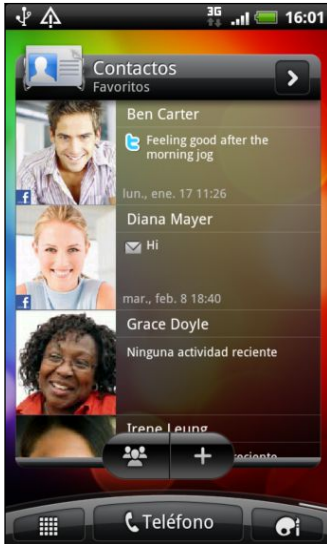 3G
16:01
Contactos
Favoritos
Ben Carter
Feeling good after the
morning jog
lun., ene. 17 11:26
Diana Mayer
Hi
mar., feb. 8 18:40
Grace Doyle
Ninguna actividad reciente
Irene Leung
reciente
Teléfono